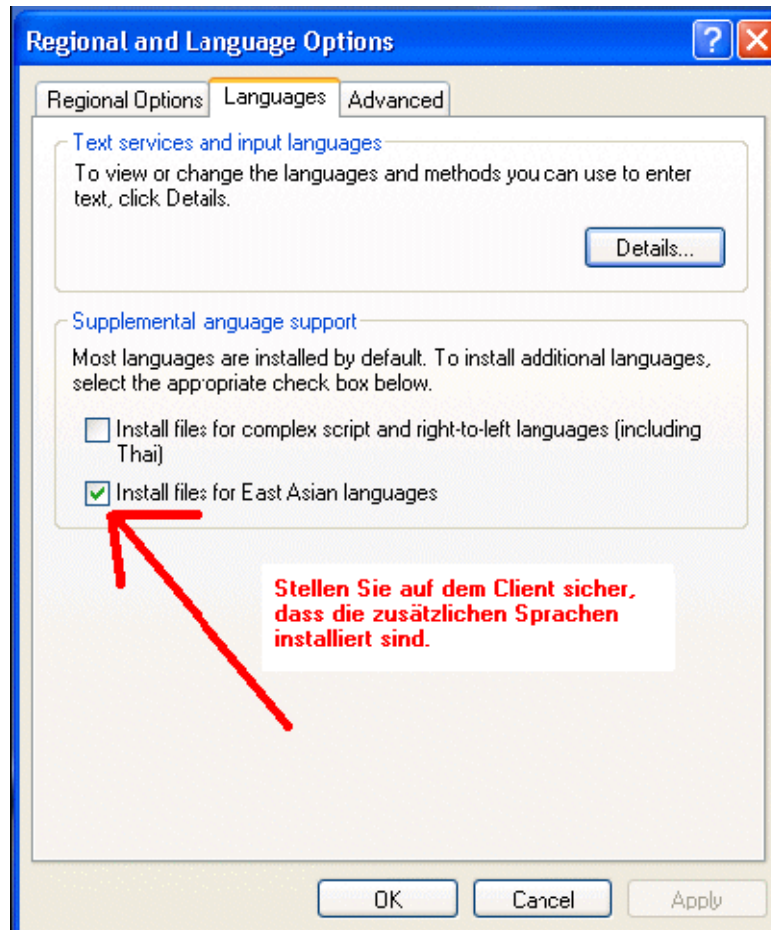 Regional and Language Options
Regional Options Languages Advanced
Text services and input languages
To view or change the languages and methods you can use to enter
text, click Details.
Details...
Supplemental anguage support
Most languages are installed by default. To install additional languages,
select the appropriate check box below.
Install files for complex script and right-to-left languages (including
Thai)
Install files for East Asian languages
Stellen Sie auf dem Client sicher,
dass die zusätzlichen Sprachen
installiert sind.
OK Cancel Apply